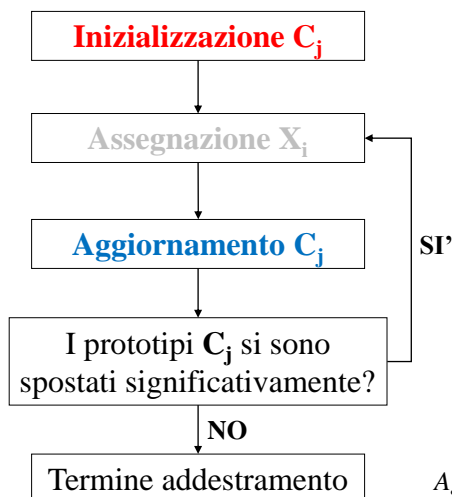 Inizializzazione Cj
Assegnazione Xi
Aggiornamento Cj
SI'
I prototipi Cj si sono
spostati significativamente?
NO
Termine addestramento